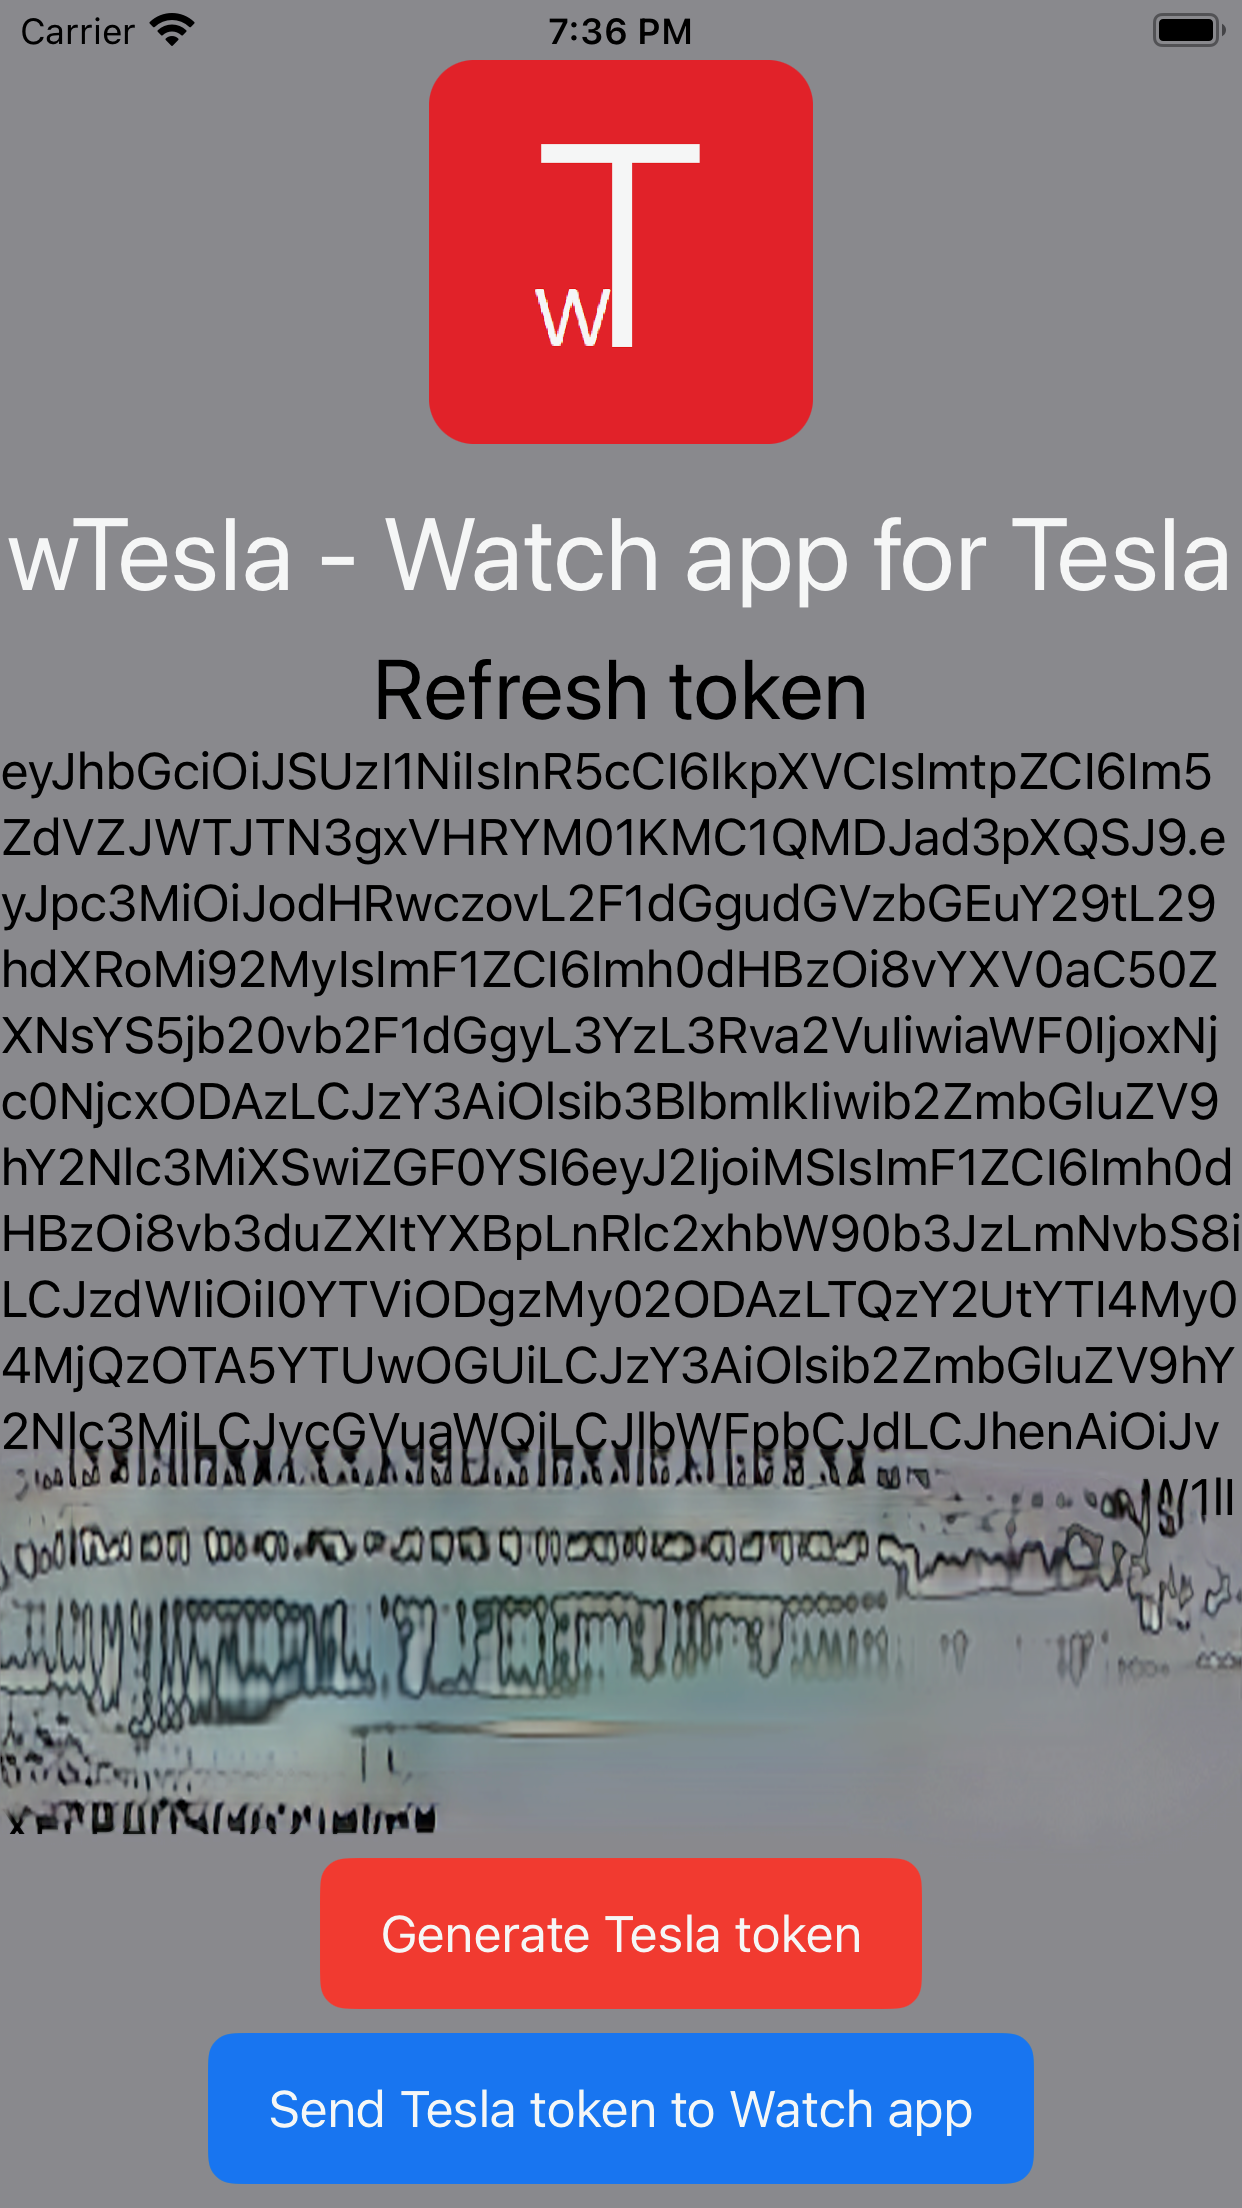 Carrier
7:36 PM
T
w
wTesla - Watch app for Tesla
Refresh token
eyJhbGciOiJSUzI1NiIsInR5cCI6IkpXVCIsImtpZCI6Im5
ZdVZJWTJTN3gxVHRYM01KMC1QMDJad3pXQSJ9.e
yJpc3MiOiJodHRwczovL2F1dGgudGVzbGEuY29tL29
hdXRoMi92MyIsImF1ZCI6Imh0dHBzOi8vYXV0aC50Z
XNsYS5jb20vb2F1dGgyL3YzL3Rva2VuIiwiaWF0IjoxNj
c0NjcxODAzLCJzY3AiOlsib3BlbmlkIiwib2ZmbGluZV9
hY2Nlc3MiXSwiZGF0YSI6eyJ2IjoiMSIsImF1ZCI6Imh0d
HBzOi8vb3duZXItYXBpLnRlc2xhbW90b3JzLmNvbS8i
LCJzdWIiOiI0YTViODgzMy02ODAzLTQzY2UtYTI4My0
4MjQzOTA5YTUwOGUiLCJzY3AiOlsib2ZmbGluZV9hY
2Nlc3MiLCJvcGVuaWQiLCJlbWFpbCJdLCJhenAiOiJv
Generate Tesla token
Send Tesla token to Watch app